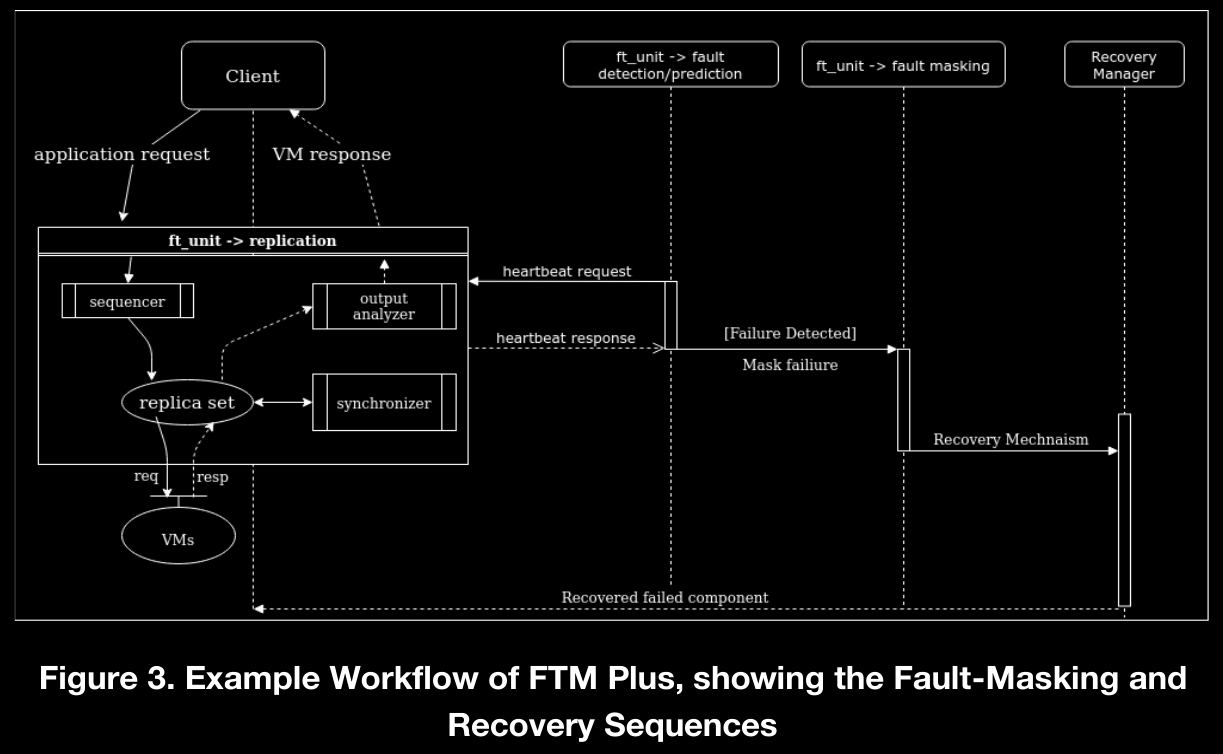 Client
ft_unit -> fault
detection/prediction
ft_unit -> fault masking
Recovery
Manager
application request
VM response
ft_unit -> replication
sequencer
output
analyzer
heartbeat request
heartbeat response
[Failure Detected]
Mask failiure
replica set
synchronizer
Recovery Mechnaism
req
resp
VMs
Recovered failed component
Figure 3. Example Workflow of FTM Plus, showing the Fault-Masking and
Recovery Sequences